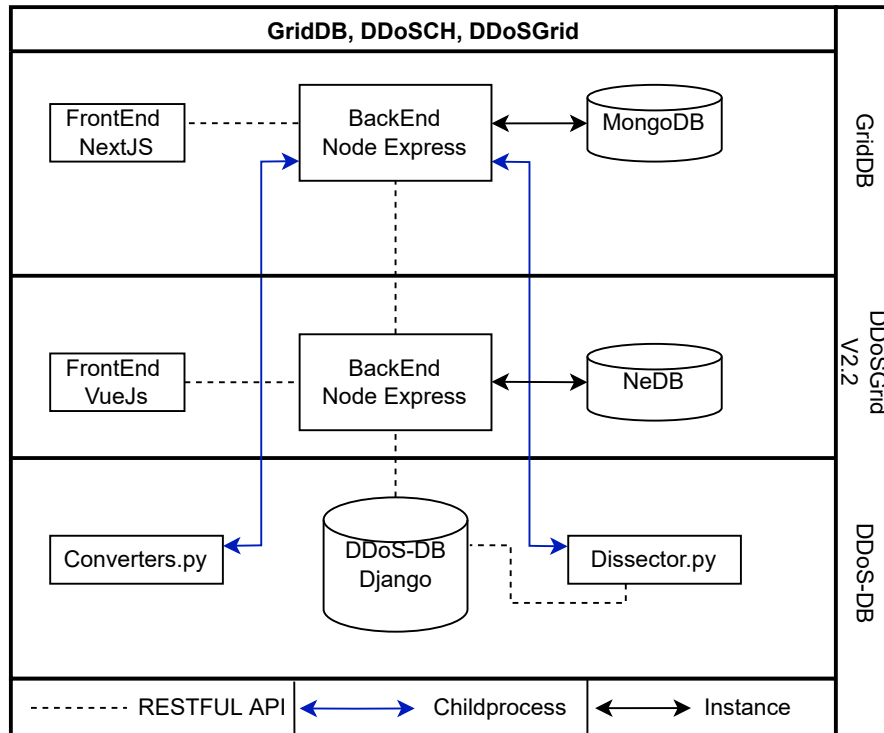 GridDB, DDoSCH, DDoSGrid
FrontEnd
NextJS
BackEnd
Node Express
MongoDB
GridDB
FrontEnd
VueJs
BackEnd
Node Express
NeDB
DDoSGrid
V2.2
Converters.py
DDoS-DB
Django
Dissector.py
DDoS-DB
RESTFUL API
Childprocess
Instance